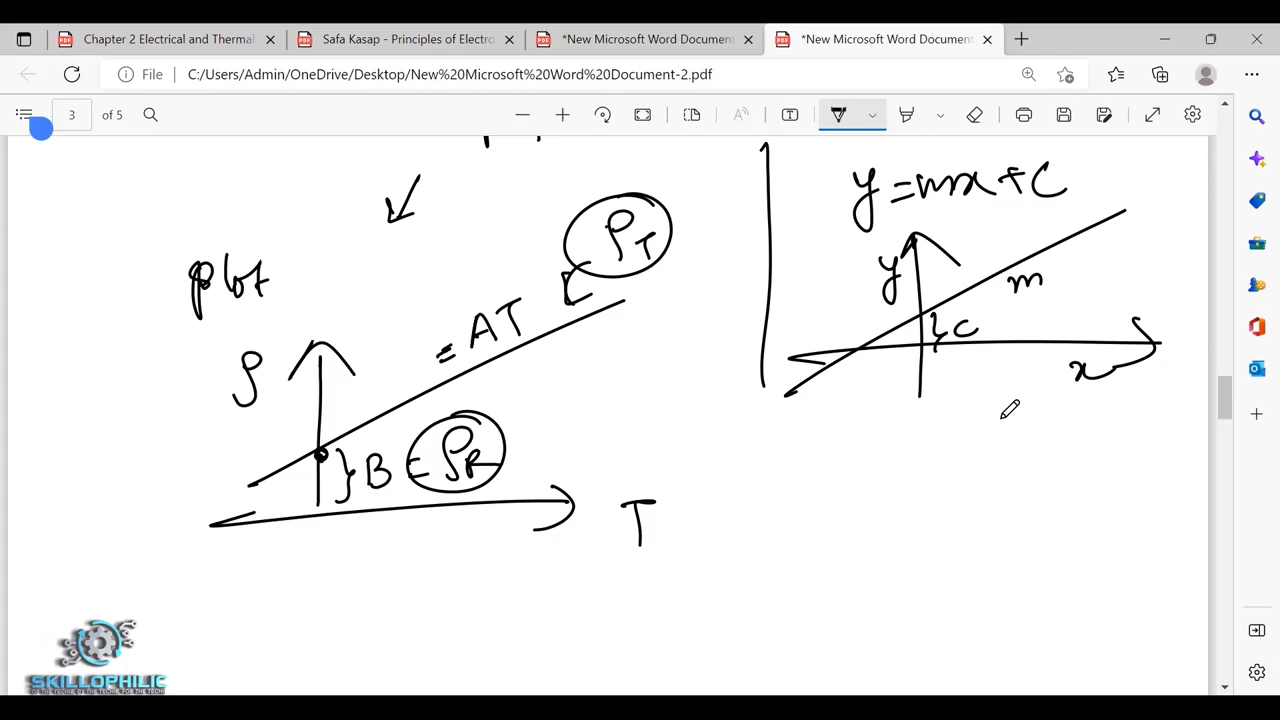 Chapter 2 Electrical and Thermal
Safa Kasap - Principles of Electro
*New Microsoft Word Document
*New Microsoft Word Document
File
C:/Users/Admin/OneDrive/Desktop/New%20Microsoft%20Word%20Document-2.pdf
3 of 5
y = mx + C
plot
ρT
y
m
= AT
} C
x
ρ
} B = ρR
T
SKILLOPHILIC